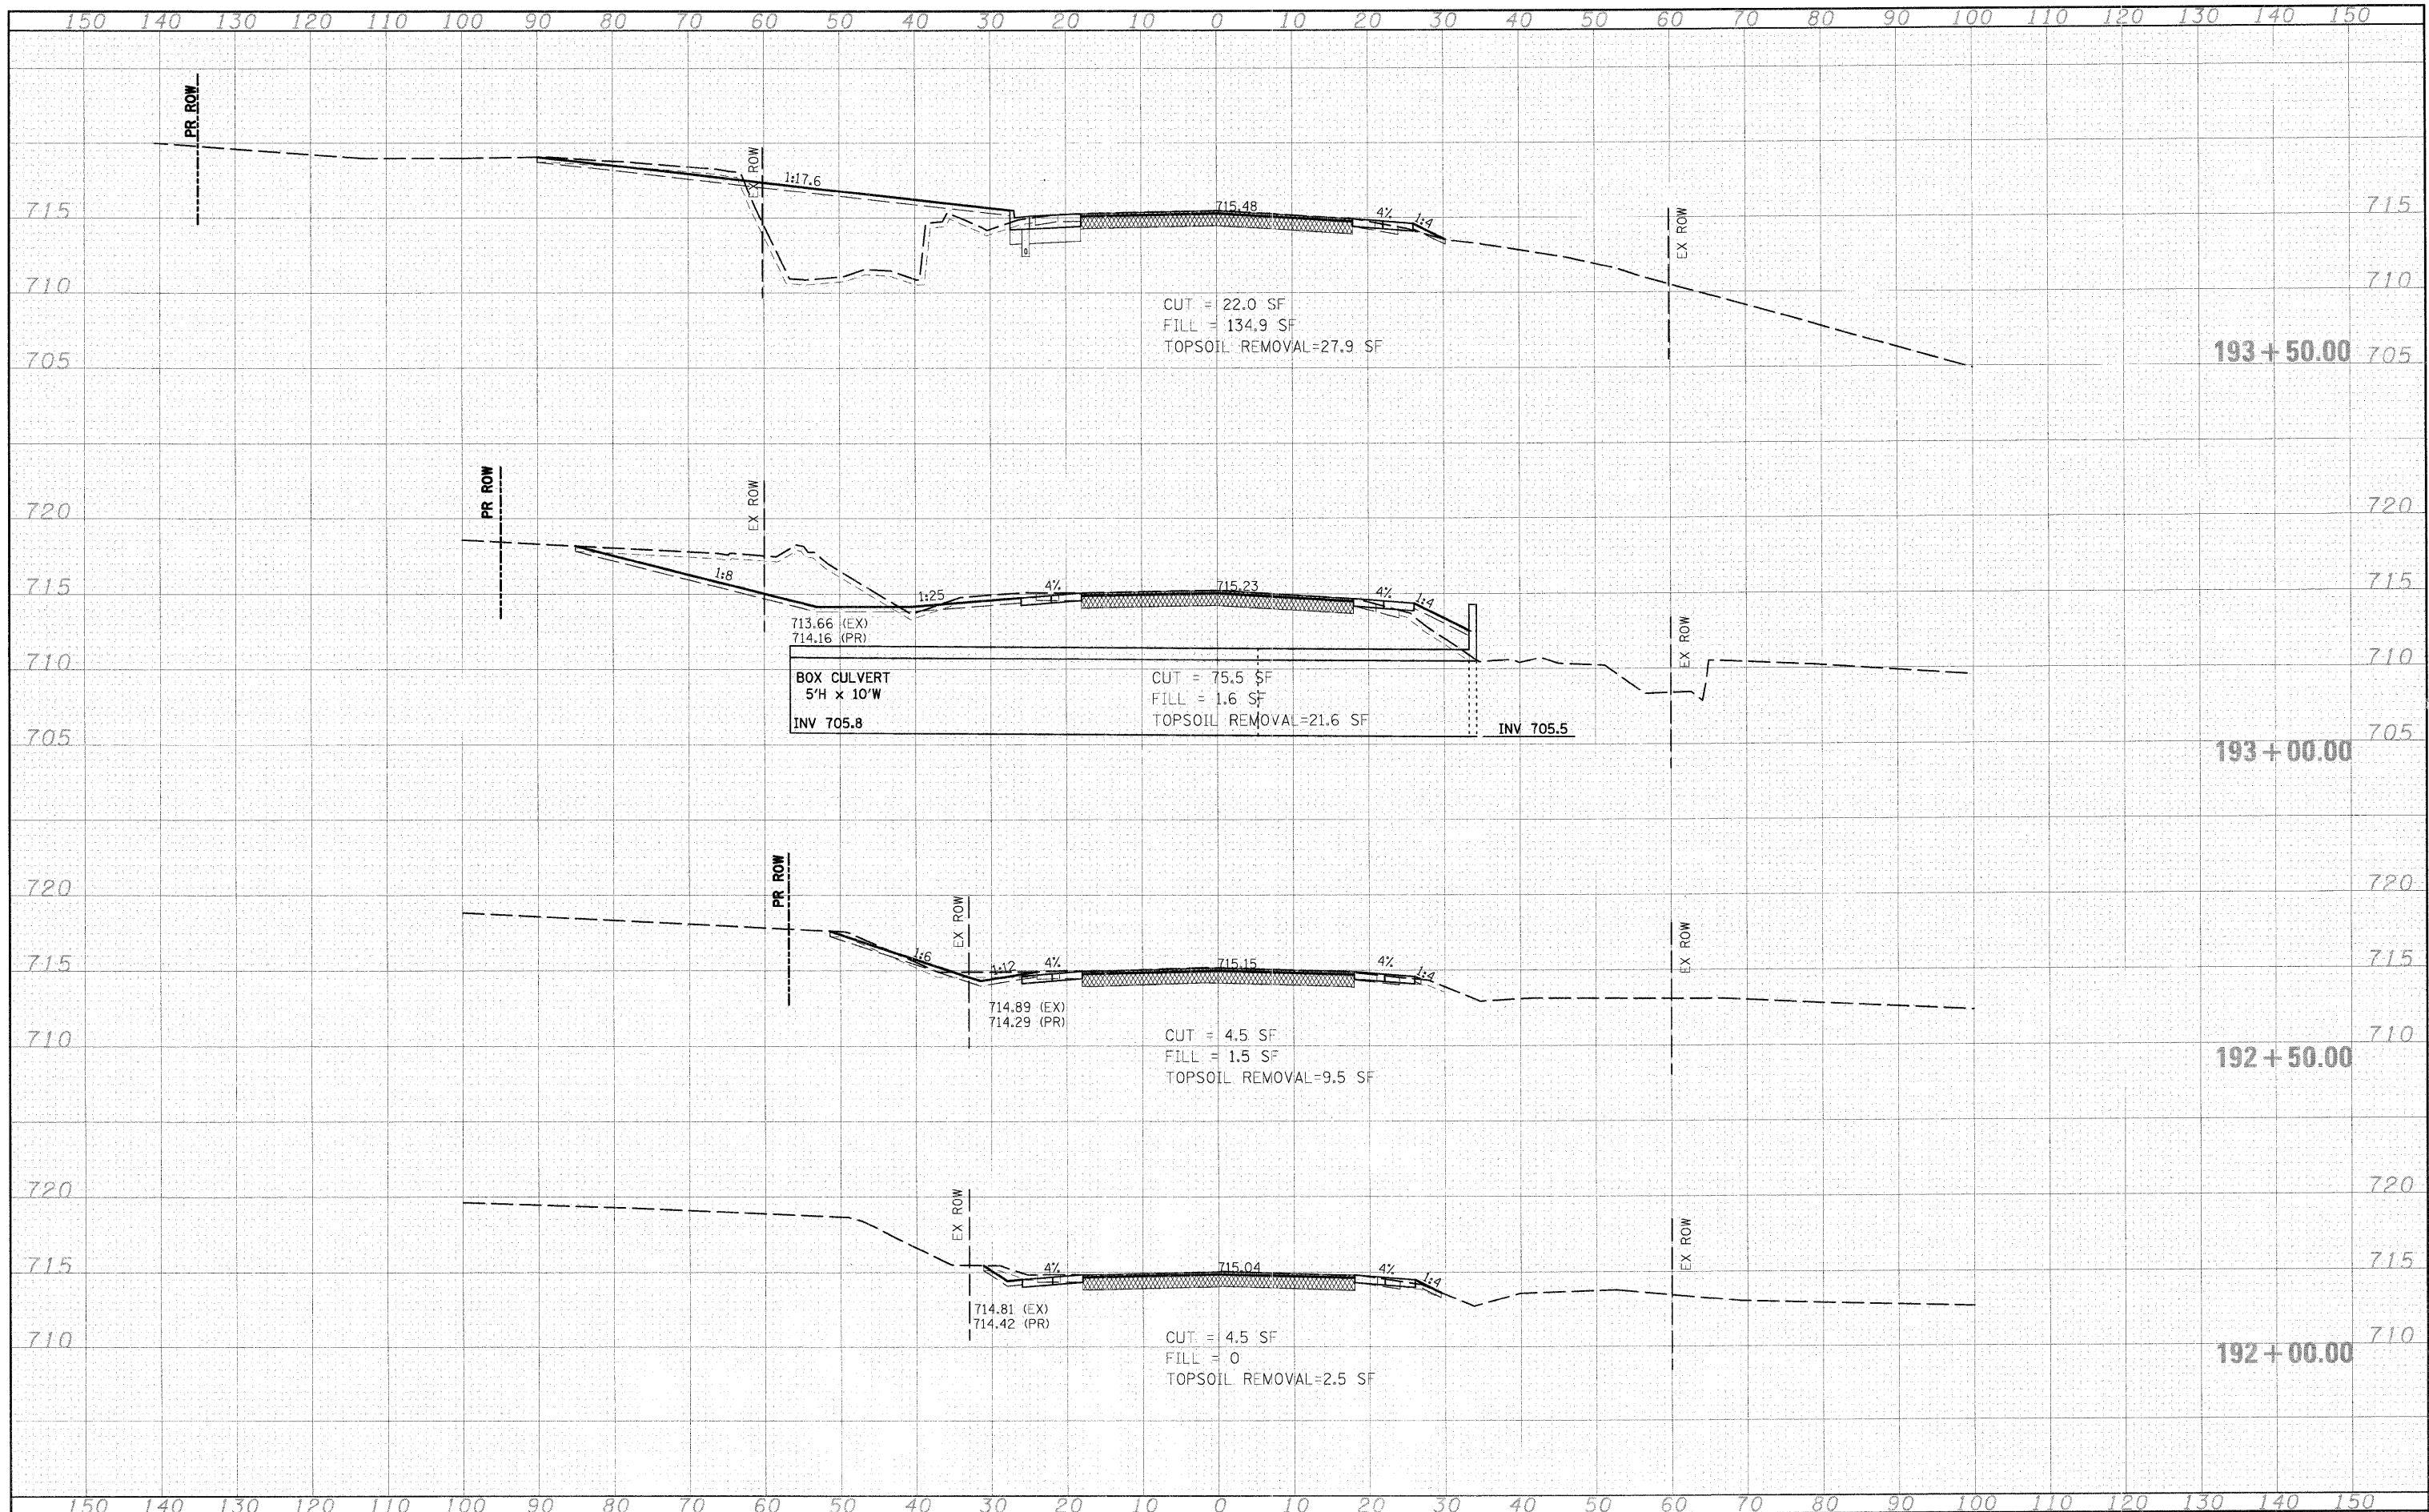 150 140 130 120 110 100 90 80 70 60 50 40 30 20 10 0 10 20 30 40 50 60 70 80 90 100 110 120 130 140 150
PR ROW
EX ROW
1:17.6
715.48
4%
1:4
EX ROW
715
715
710
710
CUT = 22.0 SF
FILL = 134.9 SF
TOPSOIL REMOVAL=27.9 SF
705
193+50.00
705
PR ROW
EX ROW
720
720
1:8
1:25
4%
715.23
4%
1:4
715
715
713.66 (EX)
714.16 (PR)
EX ROW
710
710
BOX CULVERT
5'H x 10'W
INV 705.8
CUT = 75.5 SF
FILL = 1.6 SF
TOPSOIL REMOVAL=21.6 SF
INV 705.5
705
705
193+00.00
PR ROW
EX ROW
720
720
1:6
1:12
4%
715.15
4%
1:4
EX ROW
715
715
714.89 (EX)
714.29 (PR)
CUT = 4.5 SF
FILL = 1.5 SF
TOPSOIL REMOVAL=9.5 SF
710
710
192+50.00
EX ROW
720
720
4%
715.04
4%
1:4
EX ROW
715
715
714.81 (EX)
714.42 (PR)
CUT = 4.5 SF
FILL = 0
TOPSOIL REMOVAL=2.5 SF
710
710
192+00.00
150 140 130 120 110 100 90 80 70 60 50 40 30 20 10 0 10 20 30 40 50 60 70 80 90 100 110 120 130 140 150